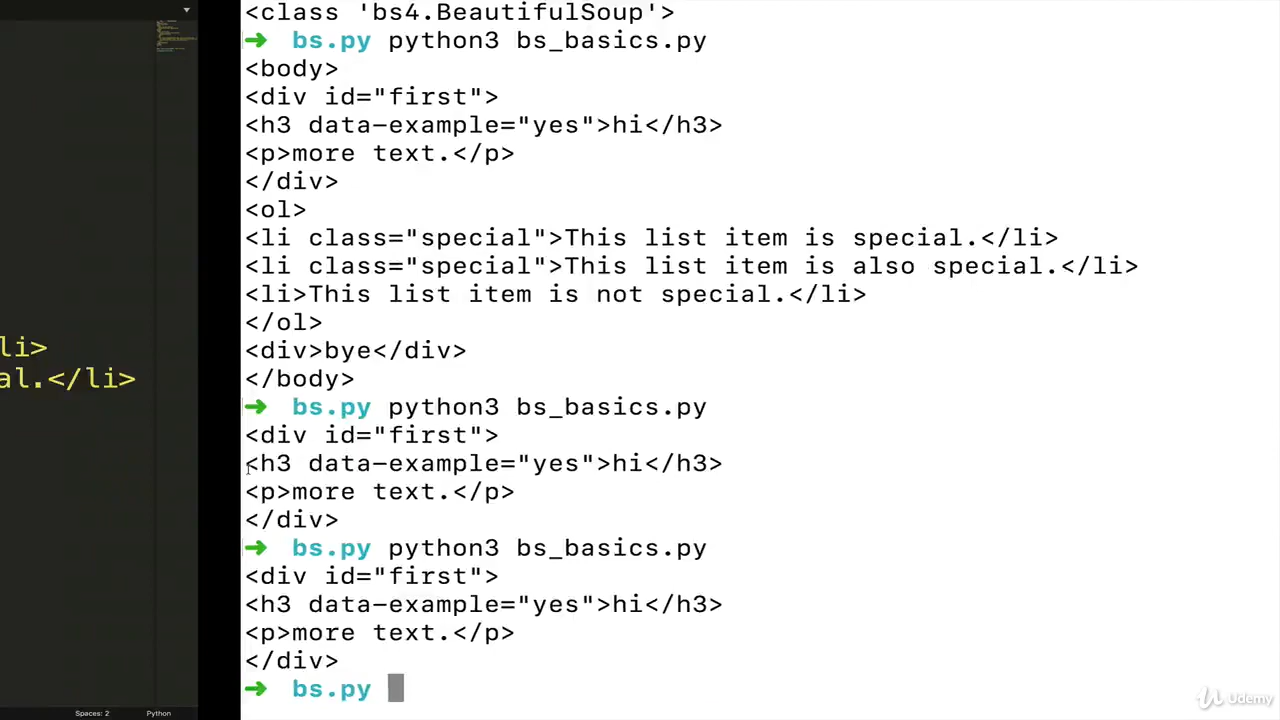 <class 'bs4.BeautifulSoup'>
➜ bs.py python3 bs_basics.py
<body>
<div id="first">
<h3 data-example="yes">hi</h3>
<p>more text.</p>
</div>
<ol>
<li class="special">This list item is special.</li>
<li class="special">This list item is also special.</li>
<li>This list item is not special.</li>
</ol>
<div>bye</div>
</body>
➜ bs.py python3 bs_basics.py
<div id="first">
<h3 data-example="yes">hi</h3>
<p>more text.</p>
</div>
➜ bs.py python3 bs_basics.py
<div id="first">
<h3 data-example="yes">hi</h3>
<p>more text.</p>
</div>
➜ bs.py
li>
al.</li>
Spaces: 2 Python
Udemy